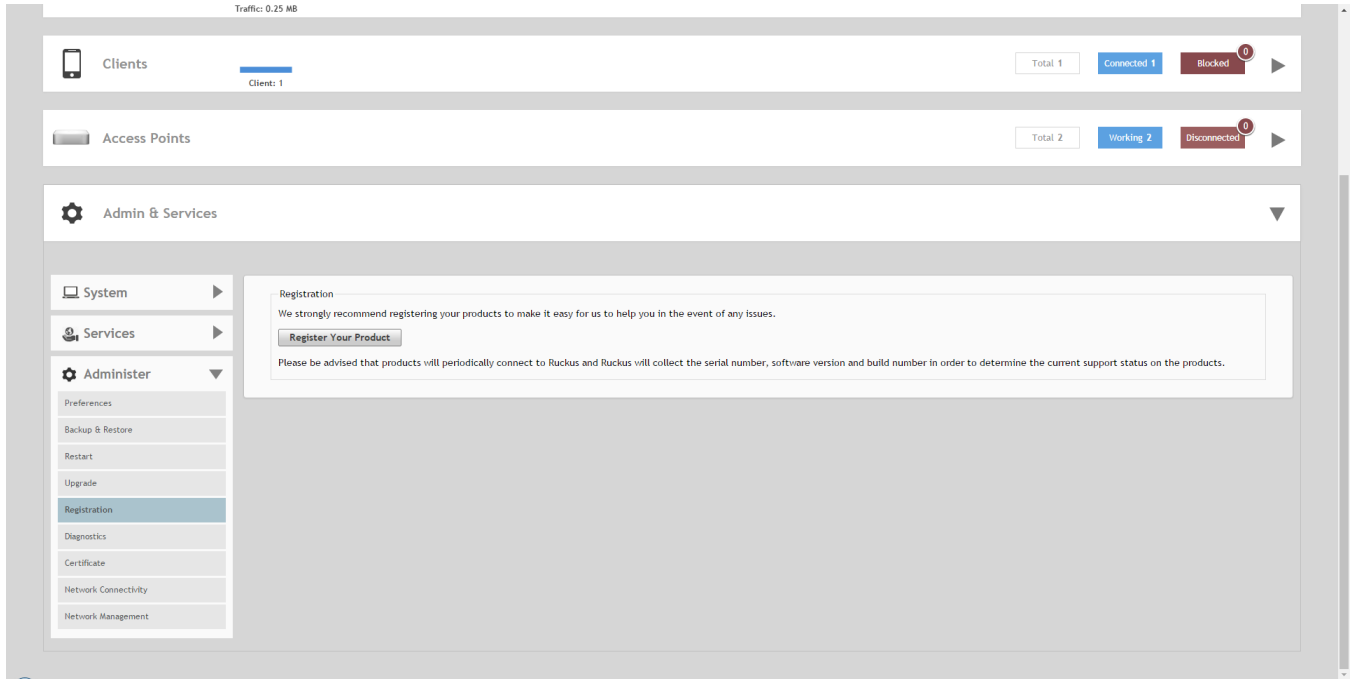 Traffic: 0.25 MB
Clients
Client: 1
Total 1
Connected 1
Blocked
0
Access Points
Total 2
Working 2
Disconnected
0
Admin & Services
System
Services
Administer
Preferences
Backup & Restore
Restart
Upgrade
Registration
Diagnostics
Certificate
Network Connectivity
Network Management
Registration
We strongly recommend registering your products to make it easy for us to help you in the event of any issues.
Register Your Product
Please be advised that products will periodically connect to Ruckus and Ruckus will collect the serial number, software version and build number in order to determine the current support status on the products.